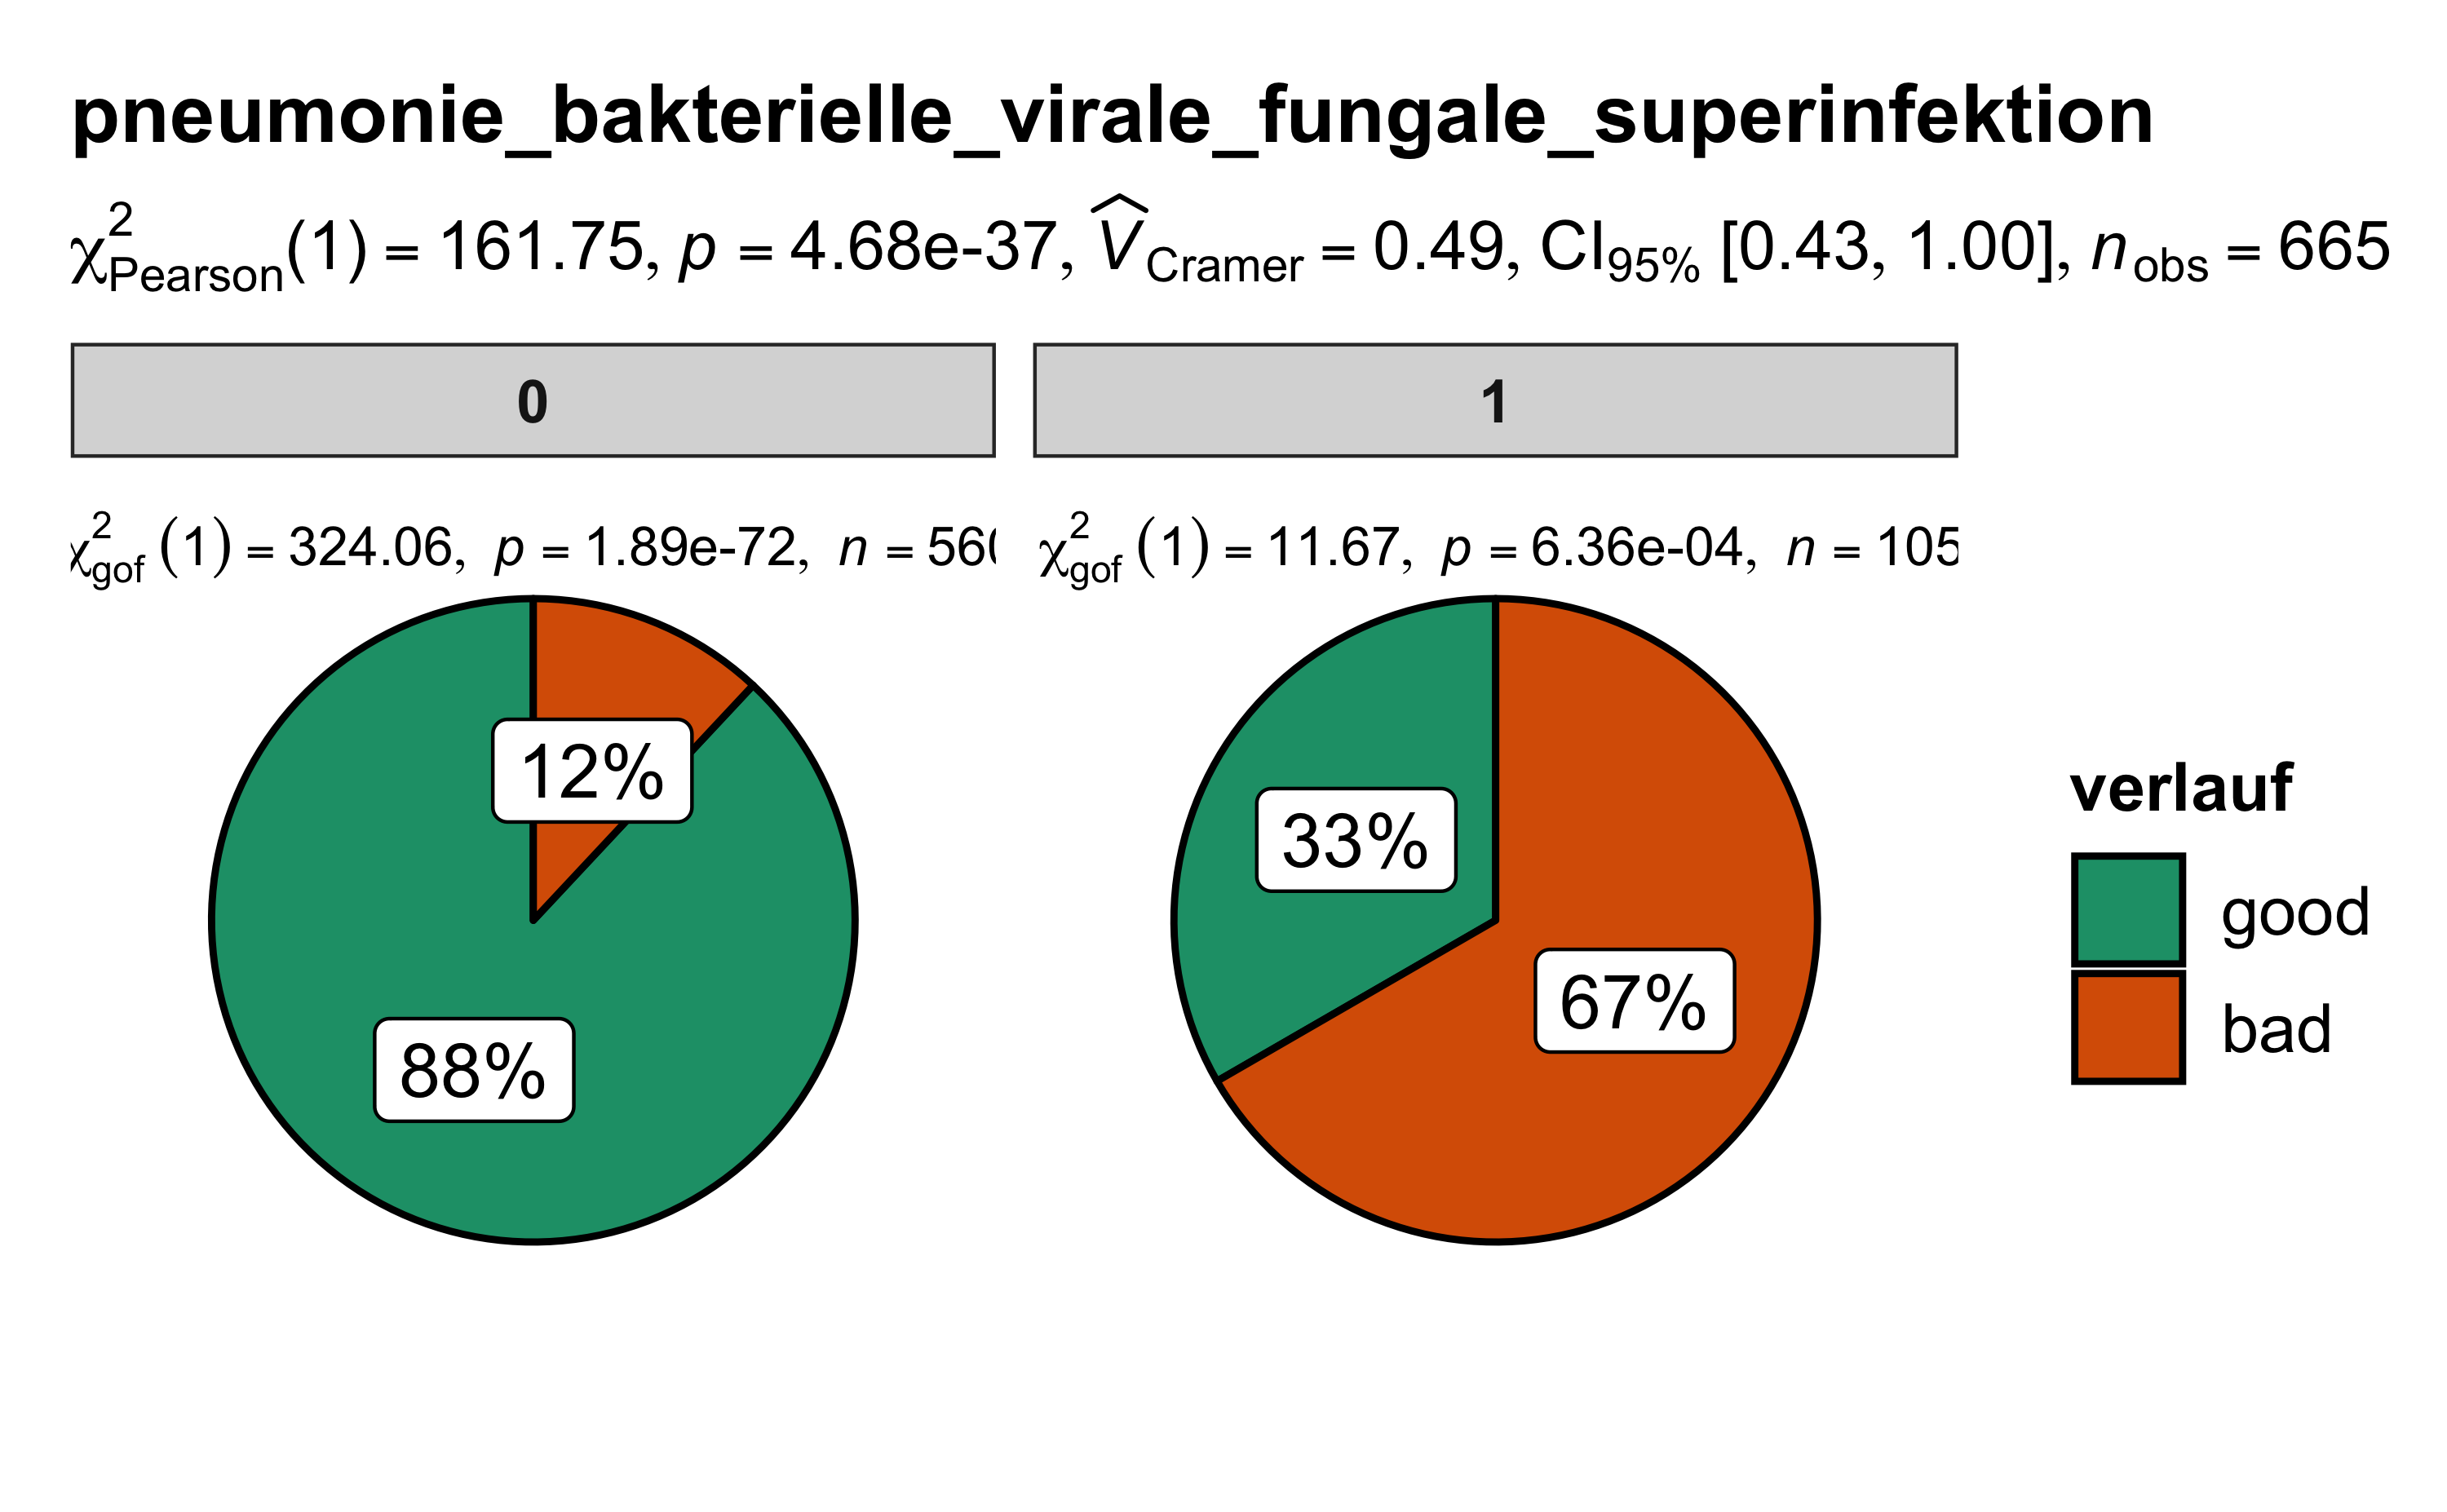 pneumonie_bakterielle_virale_fungale_superinfektion
χ²Pearson(1) = 161.75, p = 4.68e-37, V̂Cramer = 0.49, CI95% [0.43, 1.00], nobs = 665
0
1
χ²gof (1) = 324.06, p = 1.89e-72, n = 560
χ²gof (1) = 11.67, p = 6.36e-04, n = 105
12%
88%
33%
67%
verlauf
good
bad